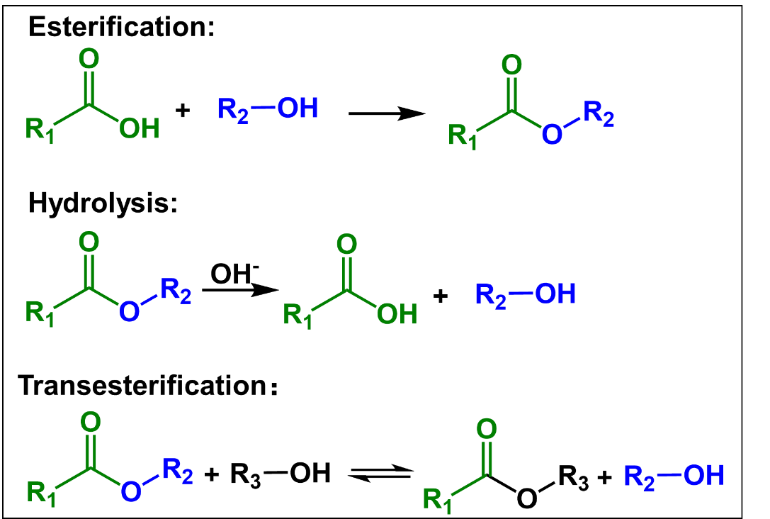 Esterification:
O
R1 OH + R2—OH O
R1 O R2
Hydrolysis:
O
R1 O R2 OH- O
R1 OH + R2—OH
Transesterification：
O
R1 O R2 + R3—OH O
R1 O R3 + R2—OH